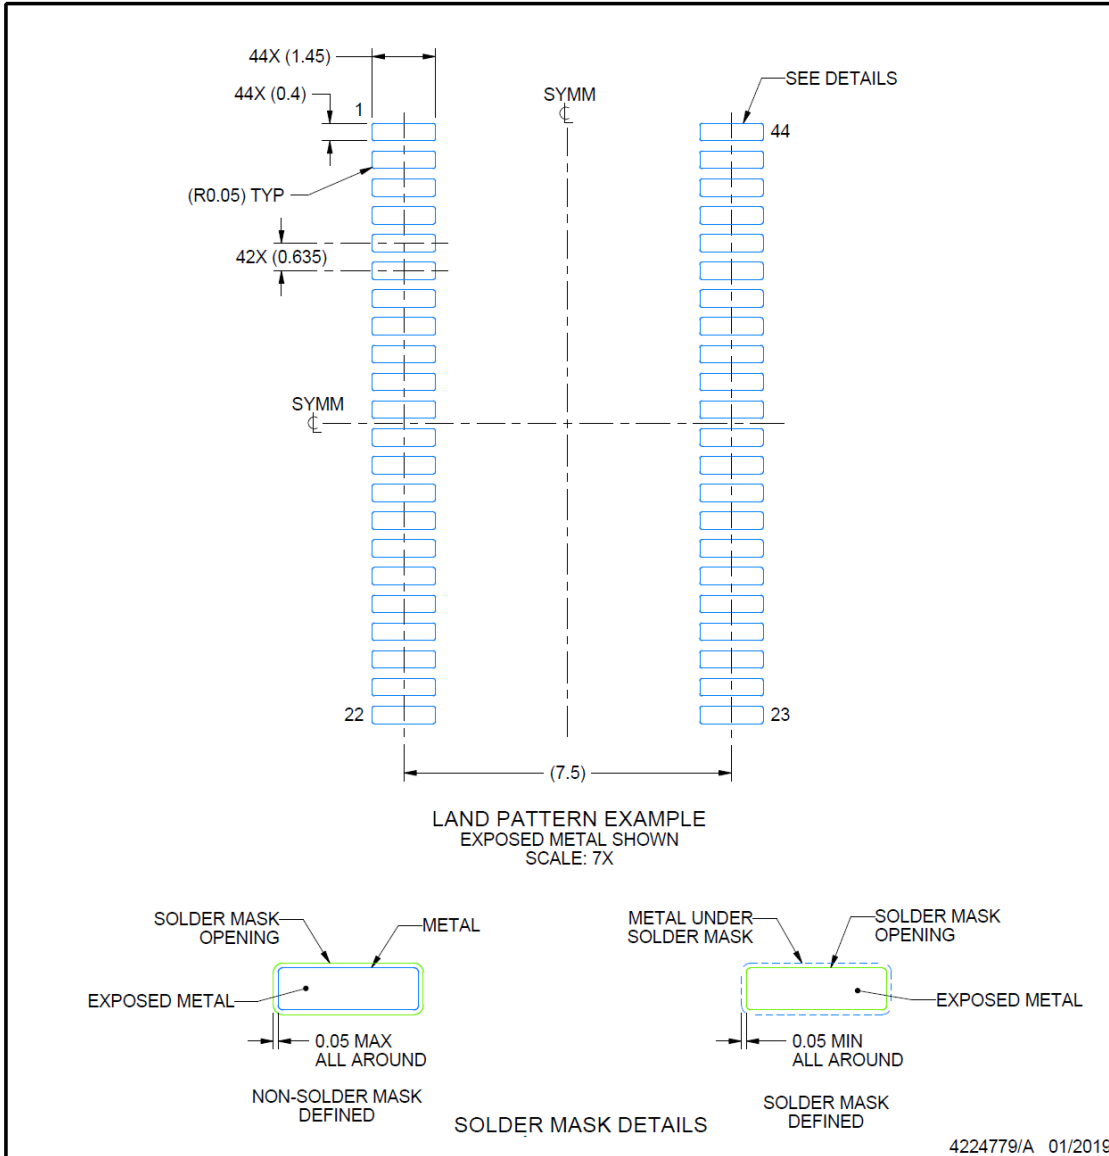 44X (1.45)
44X (0.4)
1
SYMM
SEE DETAILS
44
(R0.05) TYP
42X (0.635)
SYMM
22
23
(7.5)
LAND PATTERN EXAMPLE
EXPOSED METAL SHOWN
SCALE: 7X
SOLDER MASK
OPENING
METAL
EXPOSED METAL
0.05 MAX
ALL AROUND
NON-SOLDER MASK
DEFINED
METAL UNDER
SOLDER MASK
SOLDER MASK
OPENING
EXPOSED METAL
0.05 MIN
ALL AROUND
SOLDER MASK
DEFINED
SOLDER MASK DETAILS
4224779/A 01/2019